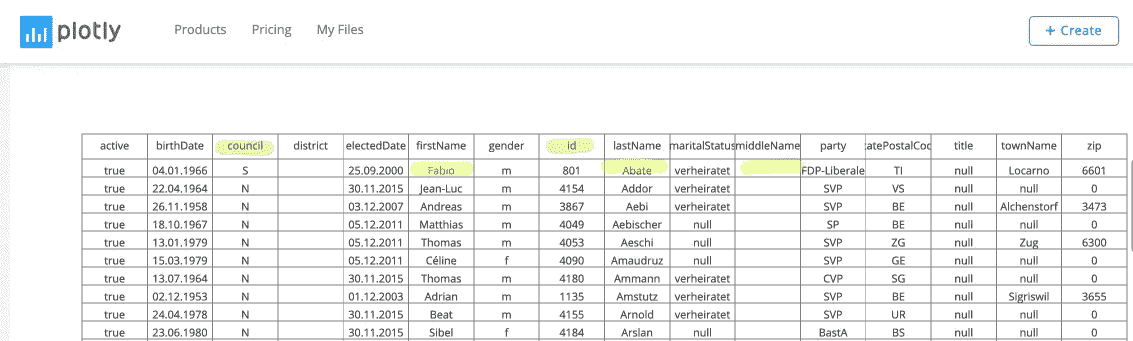 plotly Products Pricing My Files + Create
active birthDate council district electedDate firstName gender id lastName maritalStatus middleName party tatePostalCod title townName zip
true 04.01.1966 S 25.09.2000 Fabio m 801 Abate verheiratet FDP-Liberale TI null Locarno 6601
true 22.04.1964 N 30.11.2015 Jean-Luc m 4154 Addor verheiratet SVP VS null null 0
true 26.11.1958 N 03.12.2007 Andreas m 3867 Aebi verheiratet SVP BE null Alchenstorf 3473
true 18.10.1967 N 05.12.2011 Matthias m 4049 Aebischer null SP BE null null 0
true 13.01.1979 N 05.12.2011 Thomas m 4053 Aeschi null SVP ZG null Zug 6300
true 15.03.1979 N 05.12.2011 Céline f 4090 Amaudruz null SVP GE null null 0
true 13.07.1964 N 30.11.2015 Thomas m 4180 Ammann verheiratet CVP SG null null 0
true 02.12.1953 N 01.12.2003 Adrian m 1135 Amstutz verheiratet SVP BE null Sigriswil 3655
true 24.04.1978 N 30.11.2015 Beat m 4155 Arnold verheiratet SVP UR null null 0
true 23.06.1980 N 30.11.2015 Sibel f 4184 Arslan null BastA BS null null 0